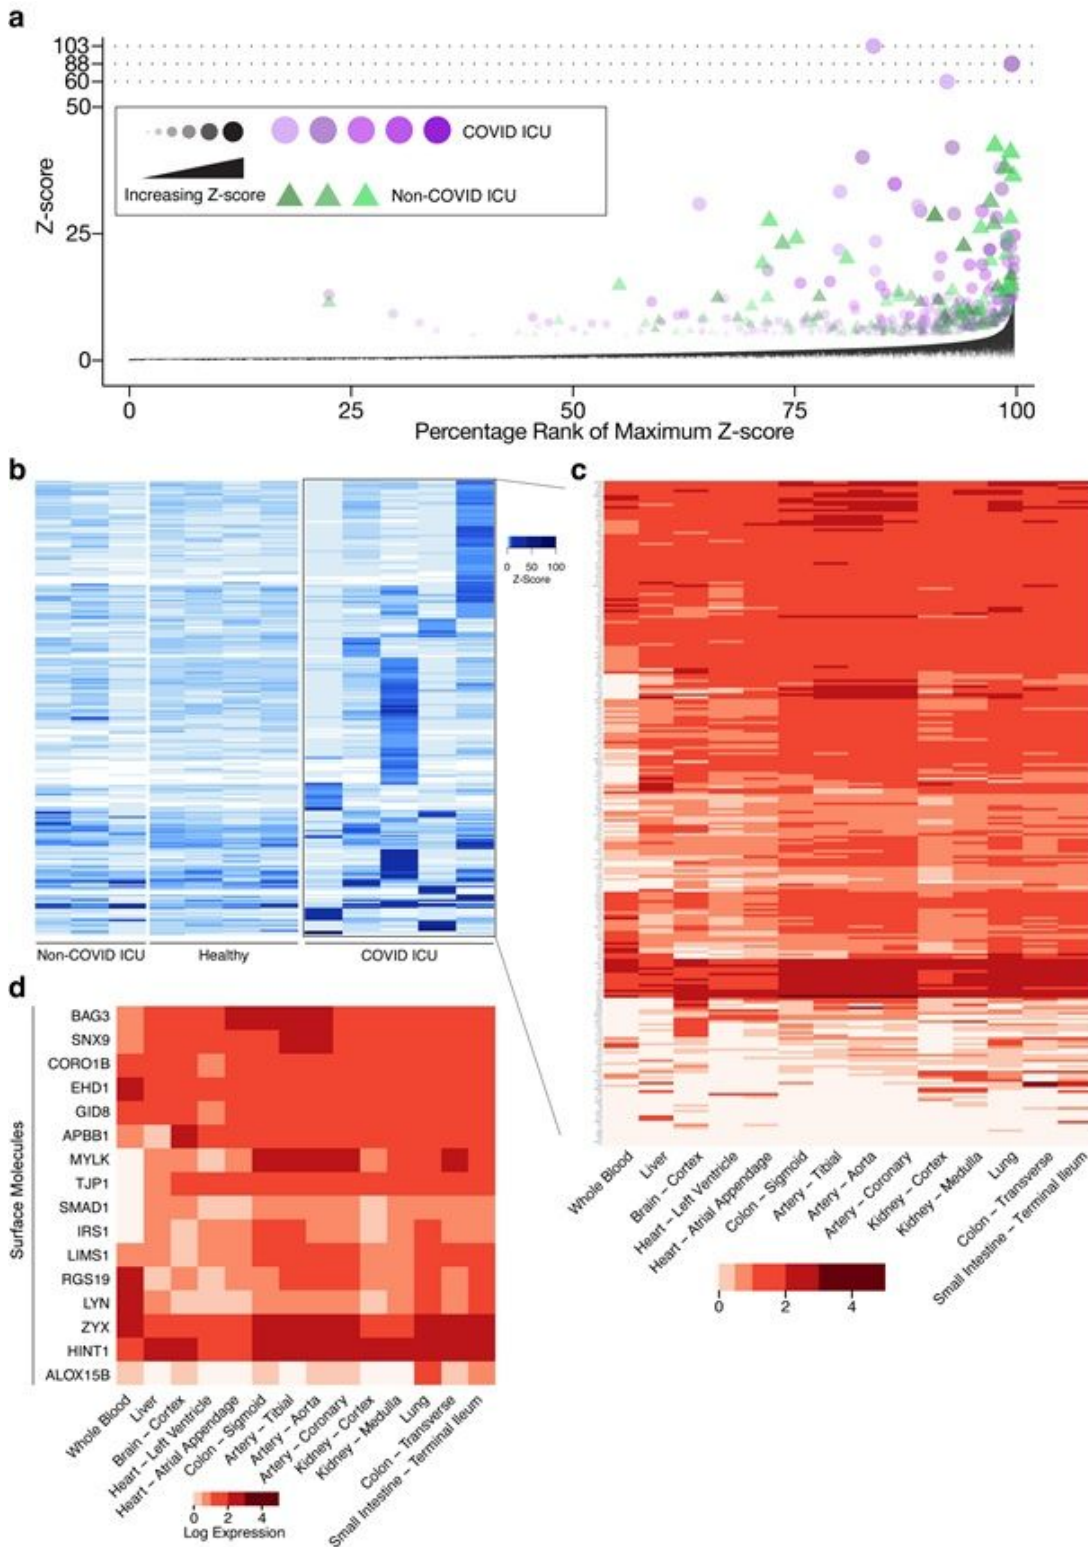 a
103
88
60
50
25
0
Z-score
COVID ICU
Increasing Z-score
Non-COVID ICU
0 25 50 75 100
Percentage Rank of Maximum Z-score
b
0 50 100
Z-Score
Non-COVID ICU Healthy COVID ICU
c
Whole Blood
Liver
Brain – Cortex
Heart – Left Ventricle
Heart – Atrial Appendage
Colon – Sigmoid
Artery – Tibial
Artery – Aorta
Artery – Coronary
Kidney – Cortex
Kidney – Medulla
Lung
Colon – Transverse
Small Intestine – Terminal Ileum
0 2 4
d
Surface Molecules
BAG3
SNX9
CORO1B
EHD1
GID8
APBB1
MYLK
TJP1
SMAD1
IRS1
LIMS1
RGS19
LYN
ZYX
HINT1
ALOX15B
Whole Blood
Liver
Brain – Cortex
Heart – Left Ventricle
Heart – Atrial Appendage
Colon – Sigmoid
Artery – Tibial
Artery – Aorta
Artery – Coronary
Kidney – Cortex
Kidney – Medulla
Lung
Colon – Transverse
Small Intestine – Terminal Ileum
0 2 4
Log Expression